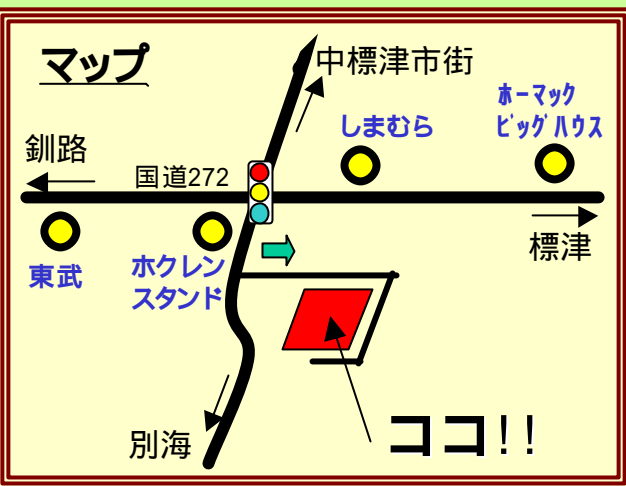 マップ
中標津市街
ホーマック
ビッグハウス
しまむら
釧路
国道272
標津
東武
ホクレン
スタンド
別海
ココ!!